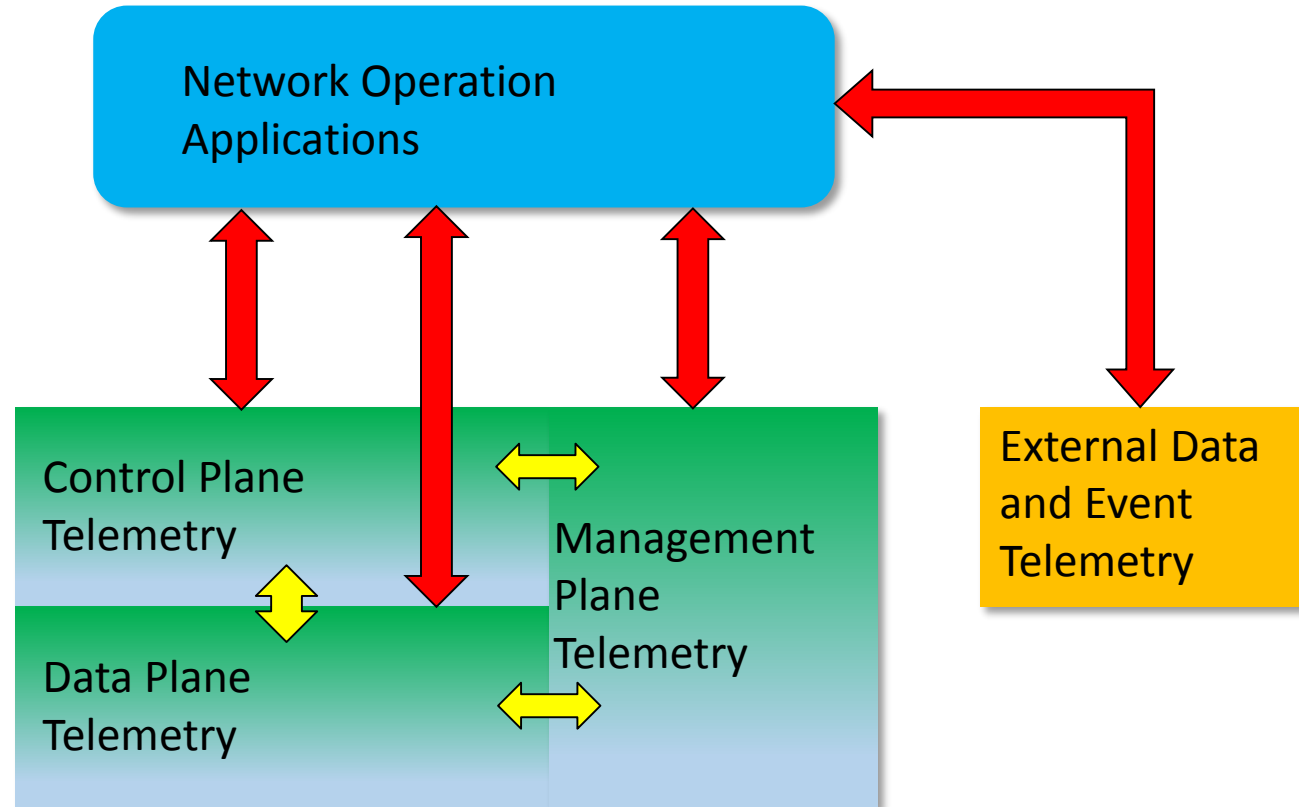 Network Operation
Applications
Control Plane
Telemetry
Management
Plane
Telemetry
Data Plane
Telemetry
External Data
and Event
Telemetry